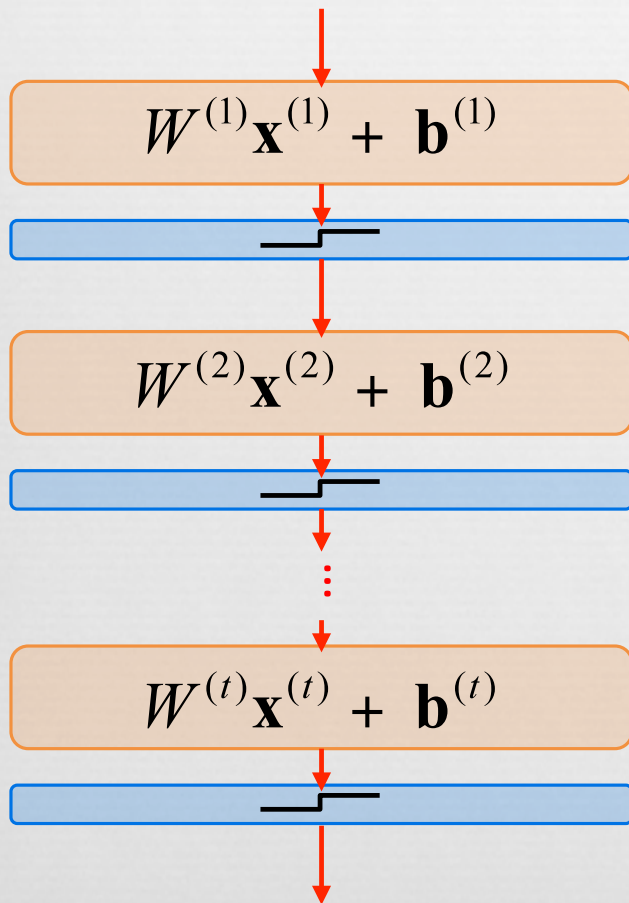 W^(1) x^(1) + b^(1)
W^(2) x^(2) + b^(2)
⋮
W^(t) x^(t) + b^(t)